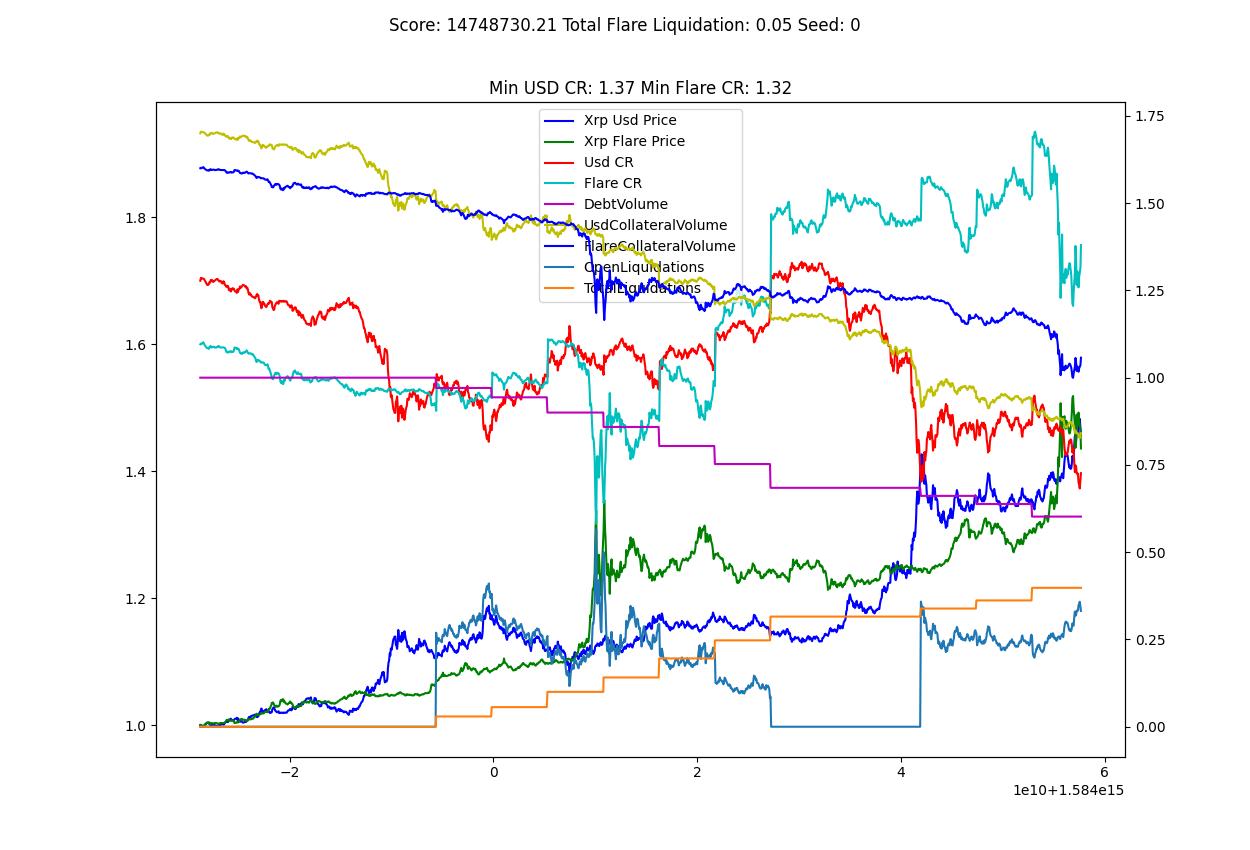 Score: 14748730.21 Total Flare Liquidation: 0.05 Seed: 0
Min USD CR: 1.37 Min Flare CR: 1.32
Xrp Usd Price
Xrp Flare Price
Usd CR
Flare CR
DebtVolume
UsdCollateralVolume
FlareCollateralVolume
OpenLiquidations
TotalLiquidations
1.8
1.6
1.4
1.2
1.0
1.75
1.50
1.25
1.00
0.75
0.50
0.25
0.00
−2
0
2
4
6
1e10+1.584e15